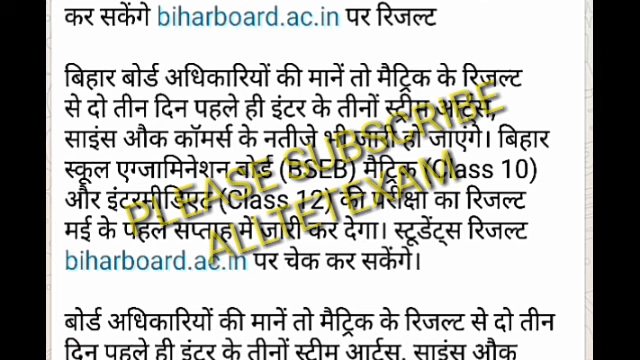 कर सकेंगे biharboard.ac.in पर रिजल्ट
बिहार बोर्ड अधिकारियों की मानें तो मैट्रिक के रिजल्ट
से दो तीन दिन पहले ही इंटर के तीनों स्ट्रीम आर्ट्स,
साइंस औक कॉमर्स के नतीजे भी जारी हो जाएंगे। बिहार
स्कूल एग्जामिनेशन बोर्ड (BSEB) मैट्रिक (Class 10)
और इंटरमीडिएट (Class 12) की परीक्षा का रिजल्ट
मई के पहले सप्ताह में जारी कर देगा। स्टूडेंट्स रिजल्ट
biharboard.ac.in पर चेक कर सकेंगे।
PLEASE SUBSCRIBE
ALLTETEXAM
बोर्ड अधिकारियों की मानें तो मैट्रिक के रिजल्ट से दो तीन
दिन पहले ही इंटर के तीनों स्ट्रीम आर्ट्स, साइंस औक